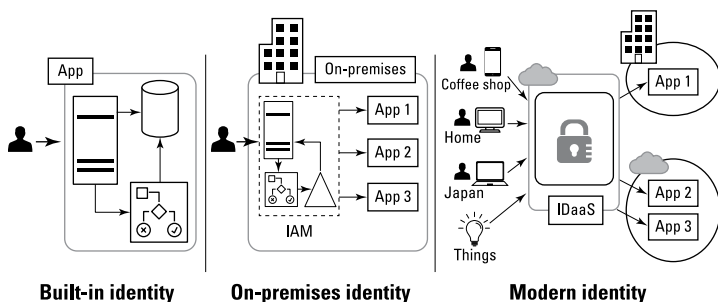 App
Built-in identity
On-premises
App 1
App 2
App 3
IAM
On-premises identity
Coffee shop
Home
Japan
Things
IDaaS
App 1
App 2
App 3
Modern identity